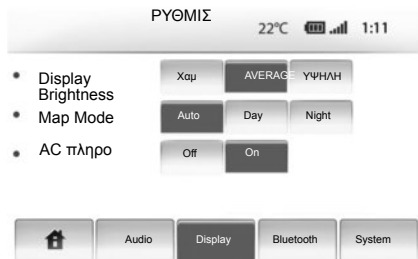 ΡΥΘΜΙΣ
22°C 1:11
• Display Brightness Χαμ AVERAGE ΥΨΗΛΗ
• Map Mode Auto Day Night
• AC πληρο Off On
Audio Display Bluetooth System